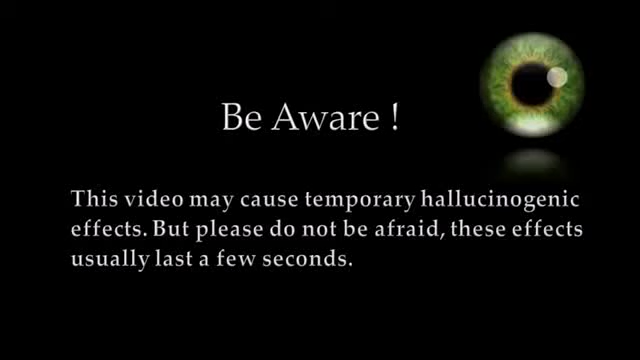 Be Aware !
This video may cause temporary hallucinogenic
effects. But please do not be afraid, these effects
usually last a few seconds.